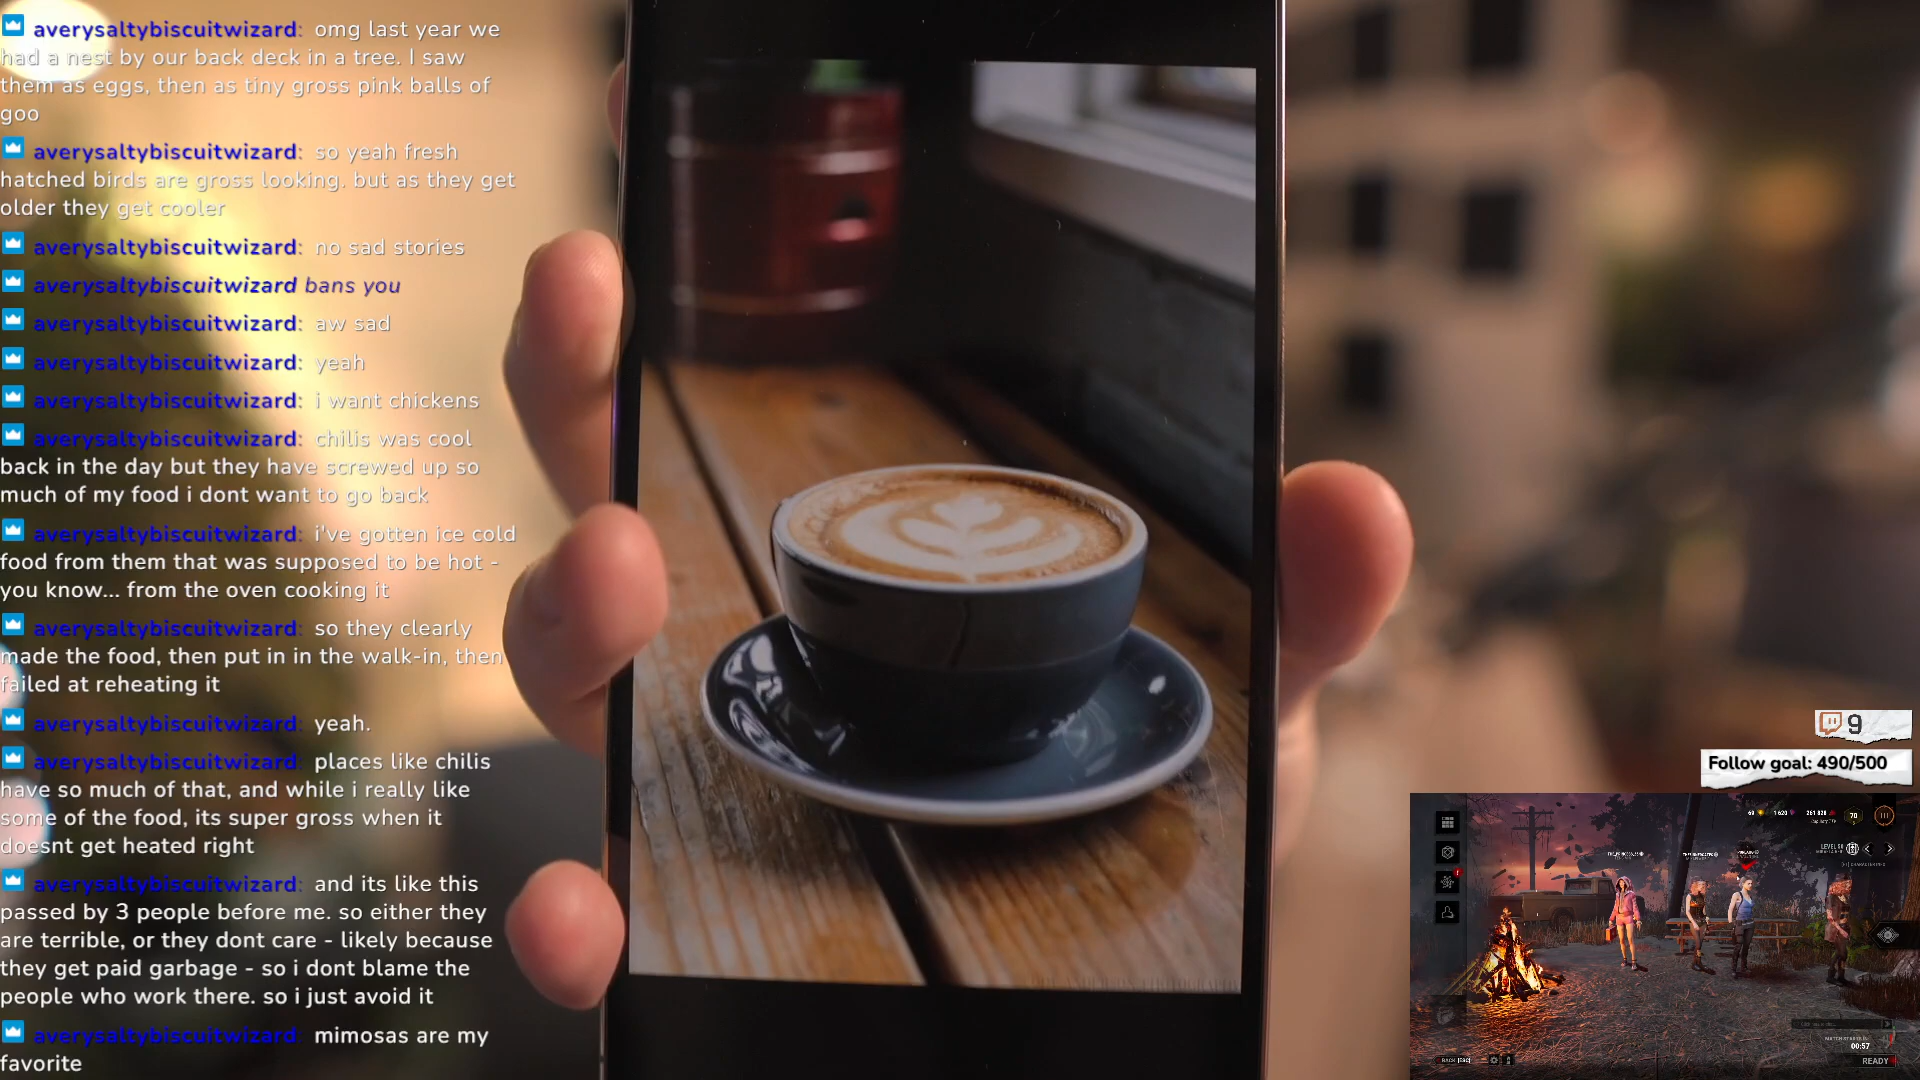 averysaltybiscuitwizard: omg last year we
had a nest by our back deck in a tree. I saw
them as eggs, then as tiny gross pink balls of
goo
averysaltybiscuitwizard: so yeah fresh
hatched birds are gross looking. but as they get
older they get cooler
averysaltybiscuitwizard: no sad stories
averysaltybiscuitwizard bans you
averysaltybiscuitwizard: aw sad
averysaltybiscuitwizard: yeah
averysaltybiscuitwizard: i want chickens
averysaltybiscuitwizard: chilis was cool
back in the day but they have screwed up so
much of my food i dont want to go back
averysaltybiscuitwizard: i've gotten ice cold
food from them that was supposed to be hot -
you know... from the oven cooking it
averysaltybiscuitwizard: so they clearly
made the food, then put in in the walk-in, then
failed at reheating it
averysaltybiscuitwizard: yeah.
averysaltybiscuitwizard: places like chilis
have so much of that, and while i really like
some of the food, its super gross when it
doesnt get heated right
averysaltybiscuitwizard: and its like this
passed by 3 people before me. so either they
are terrible, or they dont care - likely because
they get paid garbage - so i dont blame the
people who work there. so i just avoid it
averysaltybiscuitwizard: mimosas are my
favorite
9
Follow goal: 490/500
70
00:57
BACK [ESC]
READY